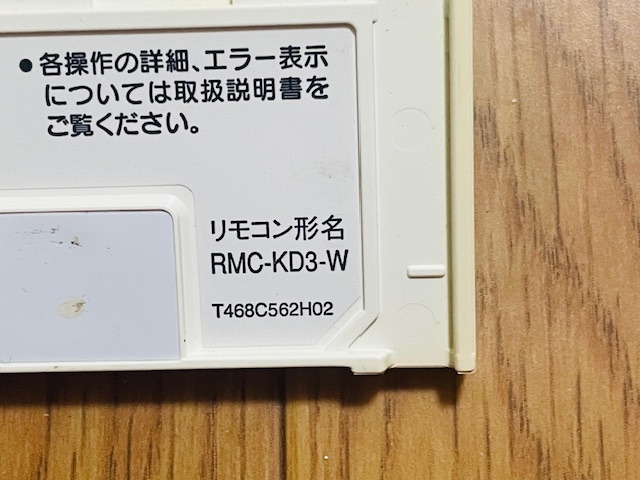 ●各操作の詳細、エラー表示
については取扱説明書を
ご覧ください。
リモコン形名
RMC-KD3-W
T468C562H02